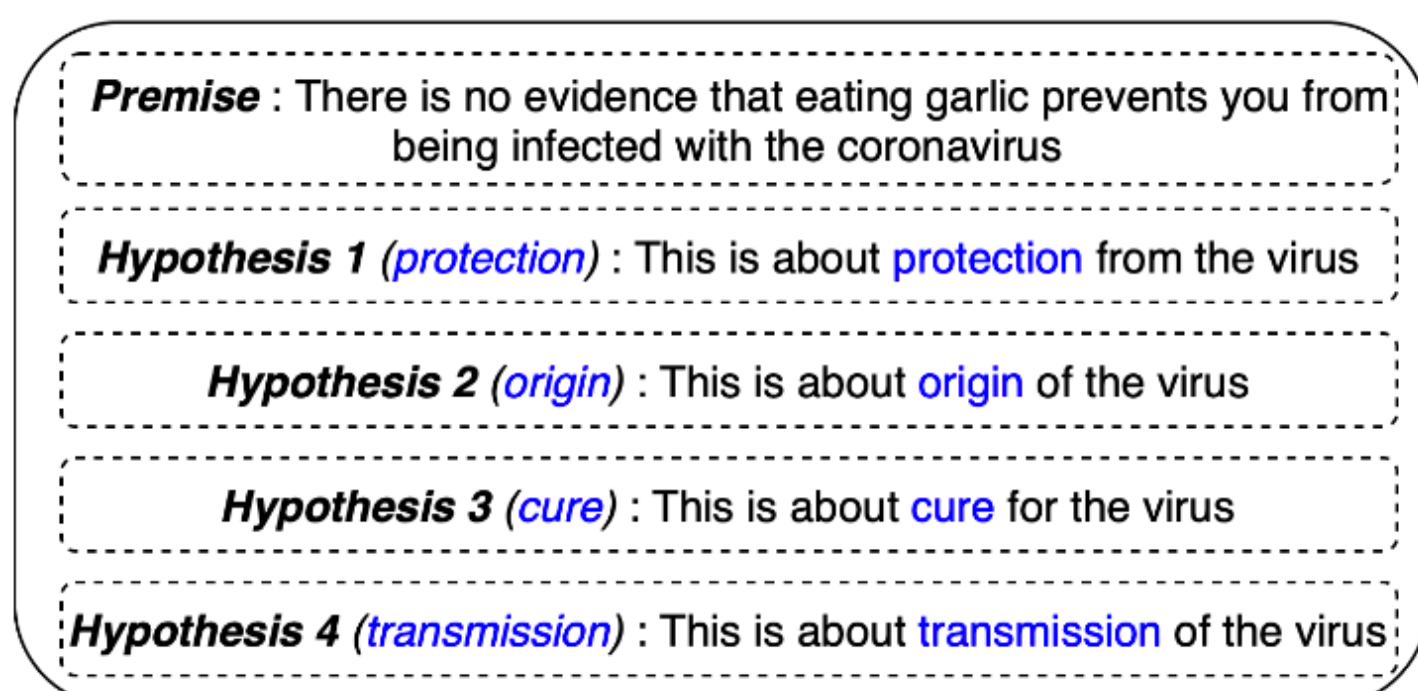 Premise : There is no evidence that eating garlic prevents you from
being infected with the coronavirus
Hypothesis 1 (protection) : This is about protection from the virus
Hypothesis 2 (origin) : This is about origin of the virus
Hypothesis 3 (cure) : This is about cure for the virus
Hypothesis 4 (transmission) : This is about transmission of the virus